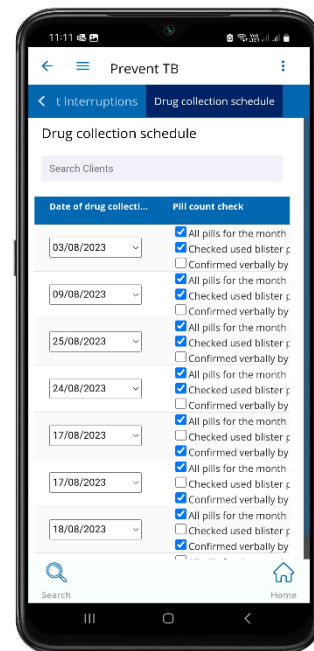 11:11
Prevent TB
t Interruptions Drug collection schedule
Drug collection schedule
Search Clients
Date of drug collecti... Pill count check
03/08/2023
All pills for the month
Checked used blister p
Confirmed verbally by
09/08/2023
All pills for the month
Checked used blister p
Confirmed verbally by
25/08/2023
All pills for the month
Checked used blister p
Confirmed verbally by
24/08/2023
All pills for the month
Checked used blister p
Confirmed verbally by
17/08/2023
All pills for the month
Checked used blister p
Confirmed verbally by
17/08/2023
All pills for the month
Checked used blister p
Confirmed verbally by
18/08/2023
All pills for the month
Checked used blister p
Confirmed verbally by
Search Home